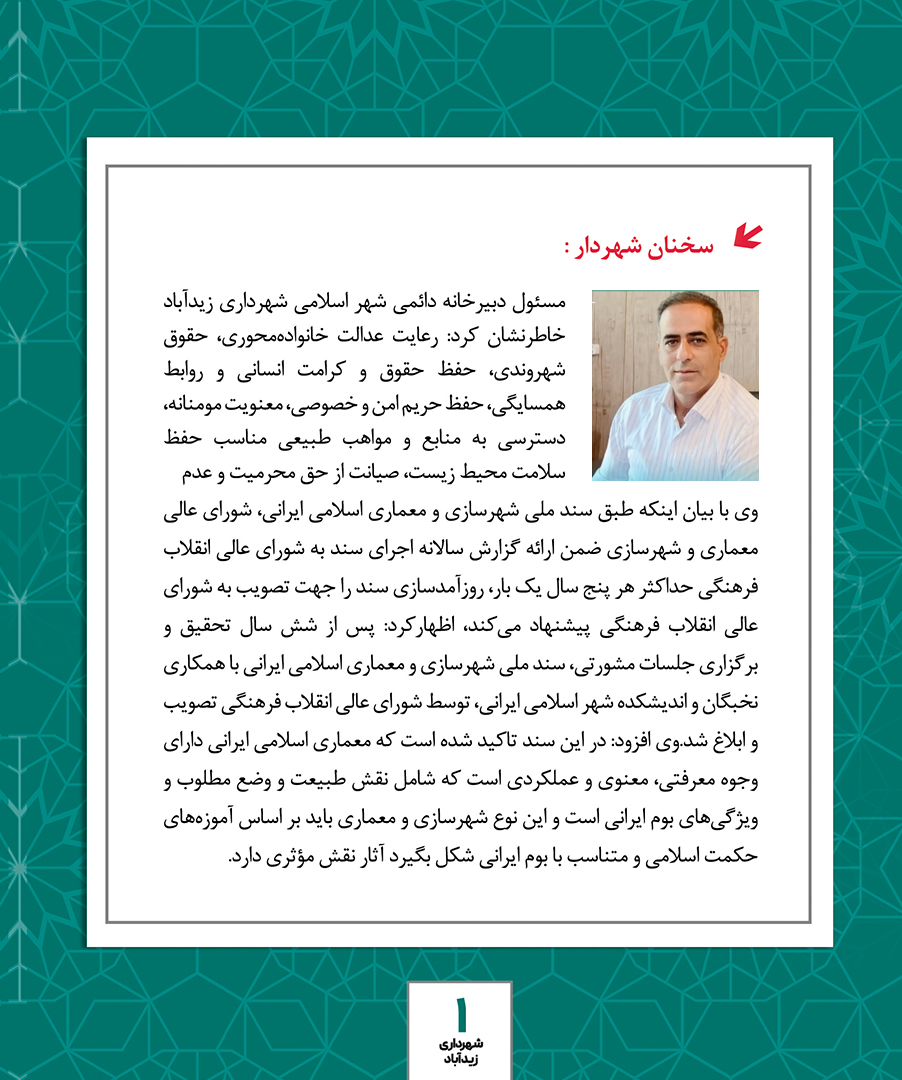 سخنان شهردار :
مسئول دبیرخانه دائمی شهر اسلامی شهرداری زیدآباد
خاطرنشان کرد: رعایت عدالت خانواده‌محوری، حقوق
شهروندی، حفظ حقوق و کرامت انسانی و روابط
همسایگی، حفظ حریم امن و خصوصی، معنویت مومنانه،
دسترسی به منابع و مواهب طبیعی مناسب حفظ
سلامت محیط زیست، صیانت از حق محرمیت و عدم
وی با بیان اینکه طبق سند ملی شهرسازی و معماری اسلامی ایرانی، شورای عالی
معماری و شهرسازی ضمن ارائه گزارش سالانه اجرای سند به شورای عالی انقلاب
فرهنگی حداکثر هر پنج سال یک بار، روزآمدسازی سند را جهت تصویب به شورای
عالی انقلاب فرهنگی پیشنهاد می‌کند، اظهارکرد: پس از شش سال تحقیق و
برگزاری جلسات مشورتی، سند ملی شهرسازی و معماری اسلامی ایرانی با همکاری
نخبگان و اندیشکده شهر اسلامی ایرانی، توسط شورای عالی انقلاب فرهنگی تصویب
و ابلاغ شد.وی افزود: در این سند تاکید شده است که معماری اسلامی ایرانی دارای
وجوه معرفتی، معنوی و عملکردی است که شامل نقش طبیعت و وضع مطلوب و
ویژگی‌های بوم ایرانی است و این نوع شهرسازی و معماری باید بر اساس آموزه‌های
حکمت اسلامی و متناسب با بوم ایرانی شکل بگیرد آثار نقش مؤثری دارد.
۱
شهرداری
زیدآباد